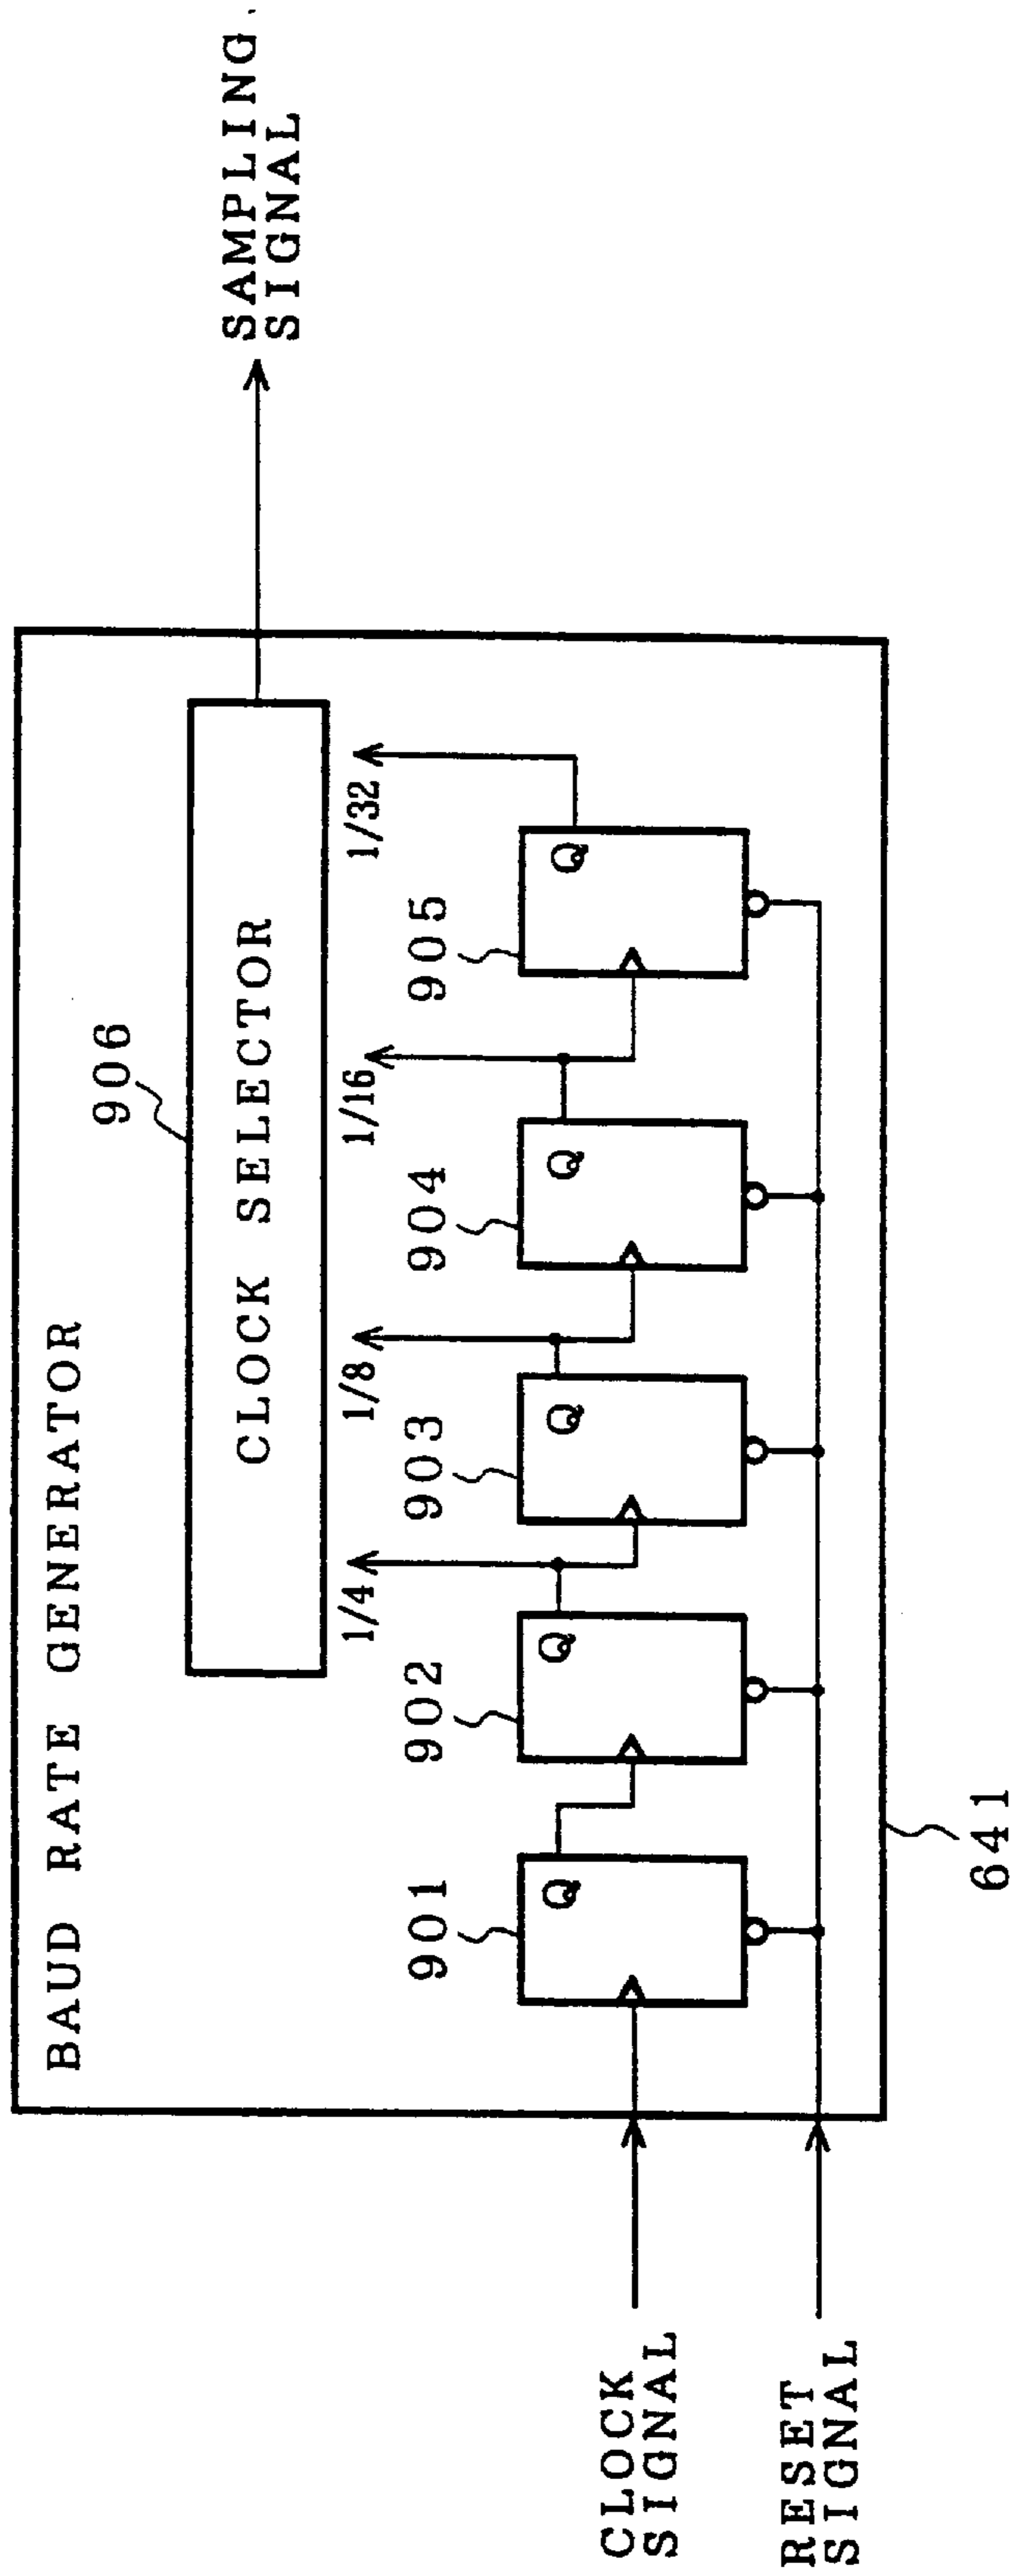 BAUD RATE GENERATOR
906
CLOCK SELECTOR
SAMPLING
SIGNAL
1/4
1/8
1/16
1/32
901
902
903
904
905
Q
Q
Q
Q
Q
CLOCK
SIGNAL
RESET
SIGNAL
641